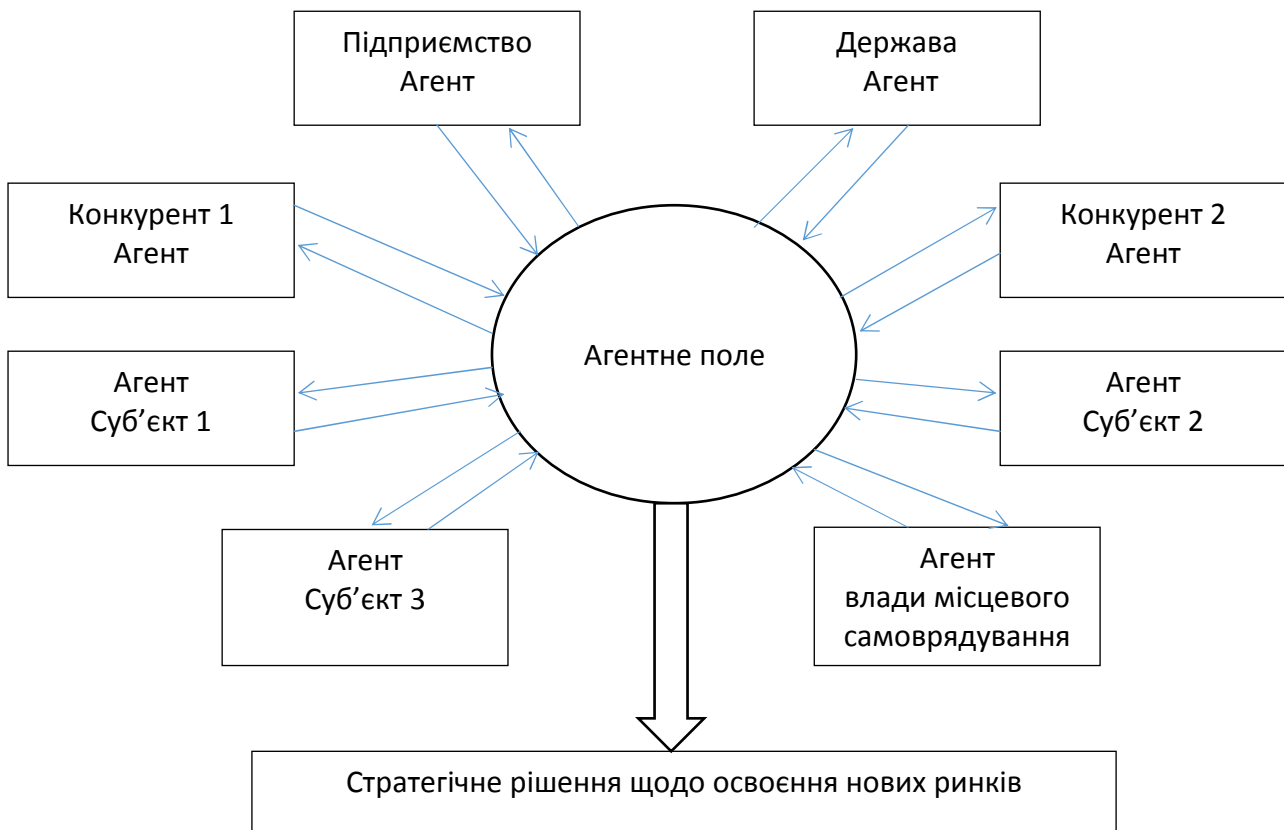 Підприємство
Агент
Держава
Агент
Конкурент 1
Агент
Конкурент 2
Агент
Агентне поле
Агент
Суб’єкт 1
Агент
Суб’єкт 2
Агент
Суб’єкт 3
Агент
влади місцевого
самоврядування
Стратегічне рішення щодо освоєння нових ринків